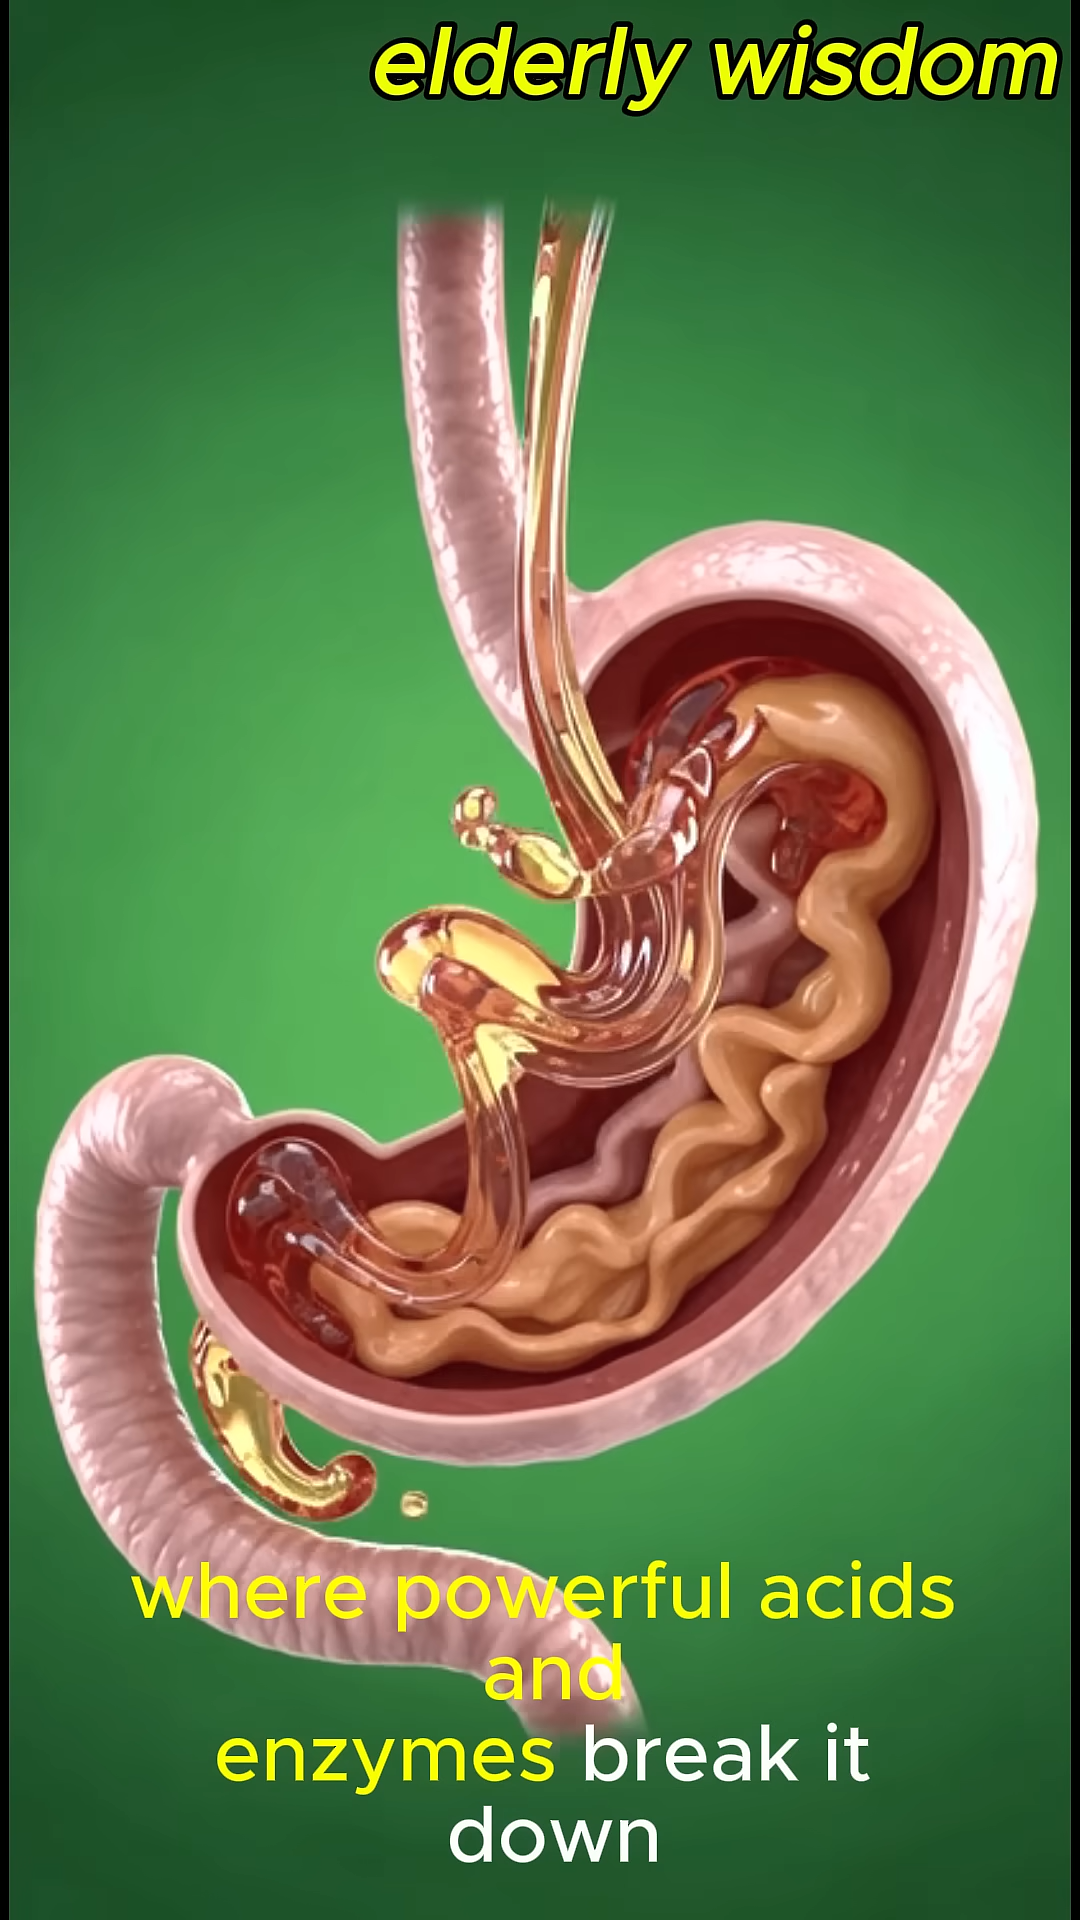 elderly wisdom
where powerful acids
and
enzymes break it
down